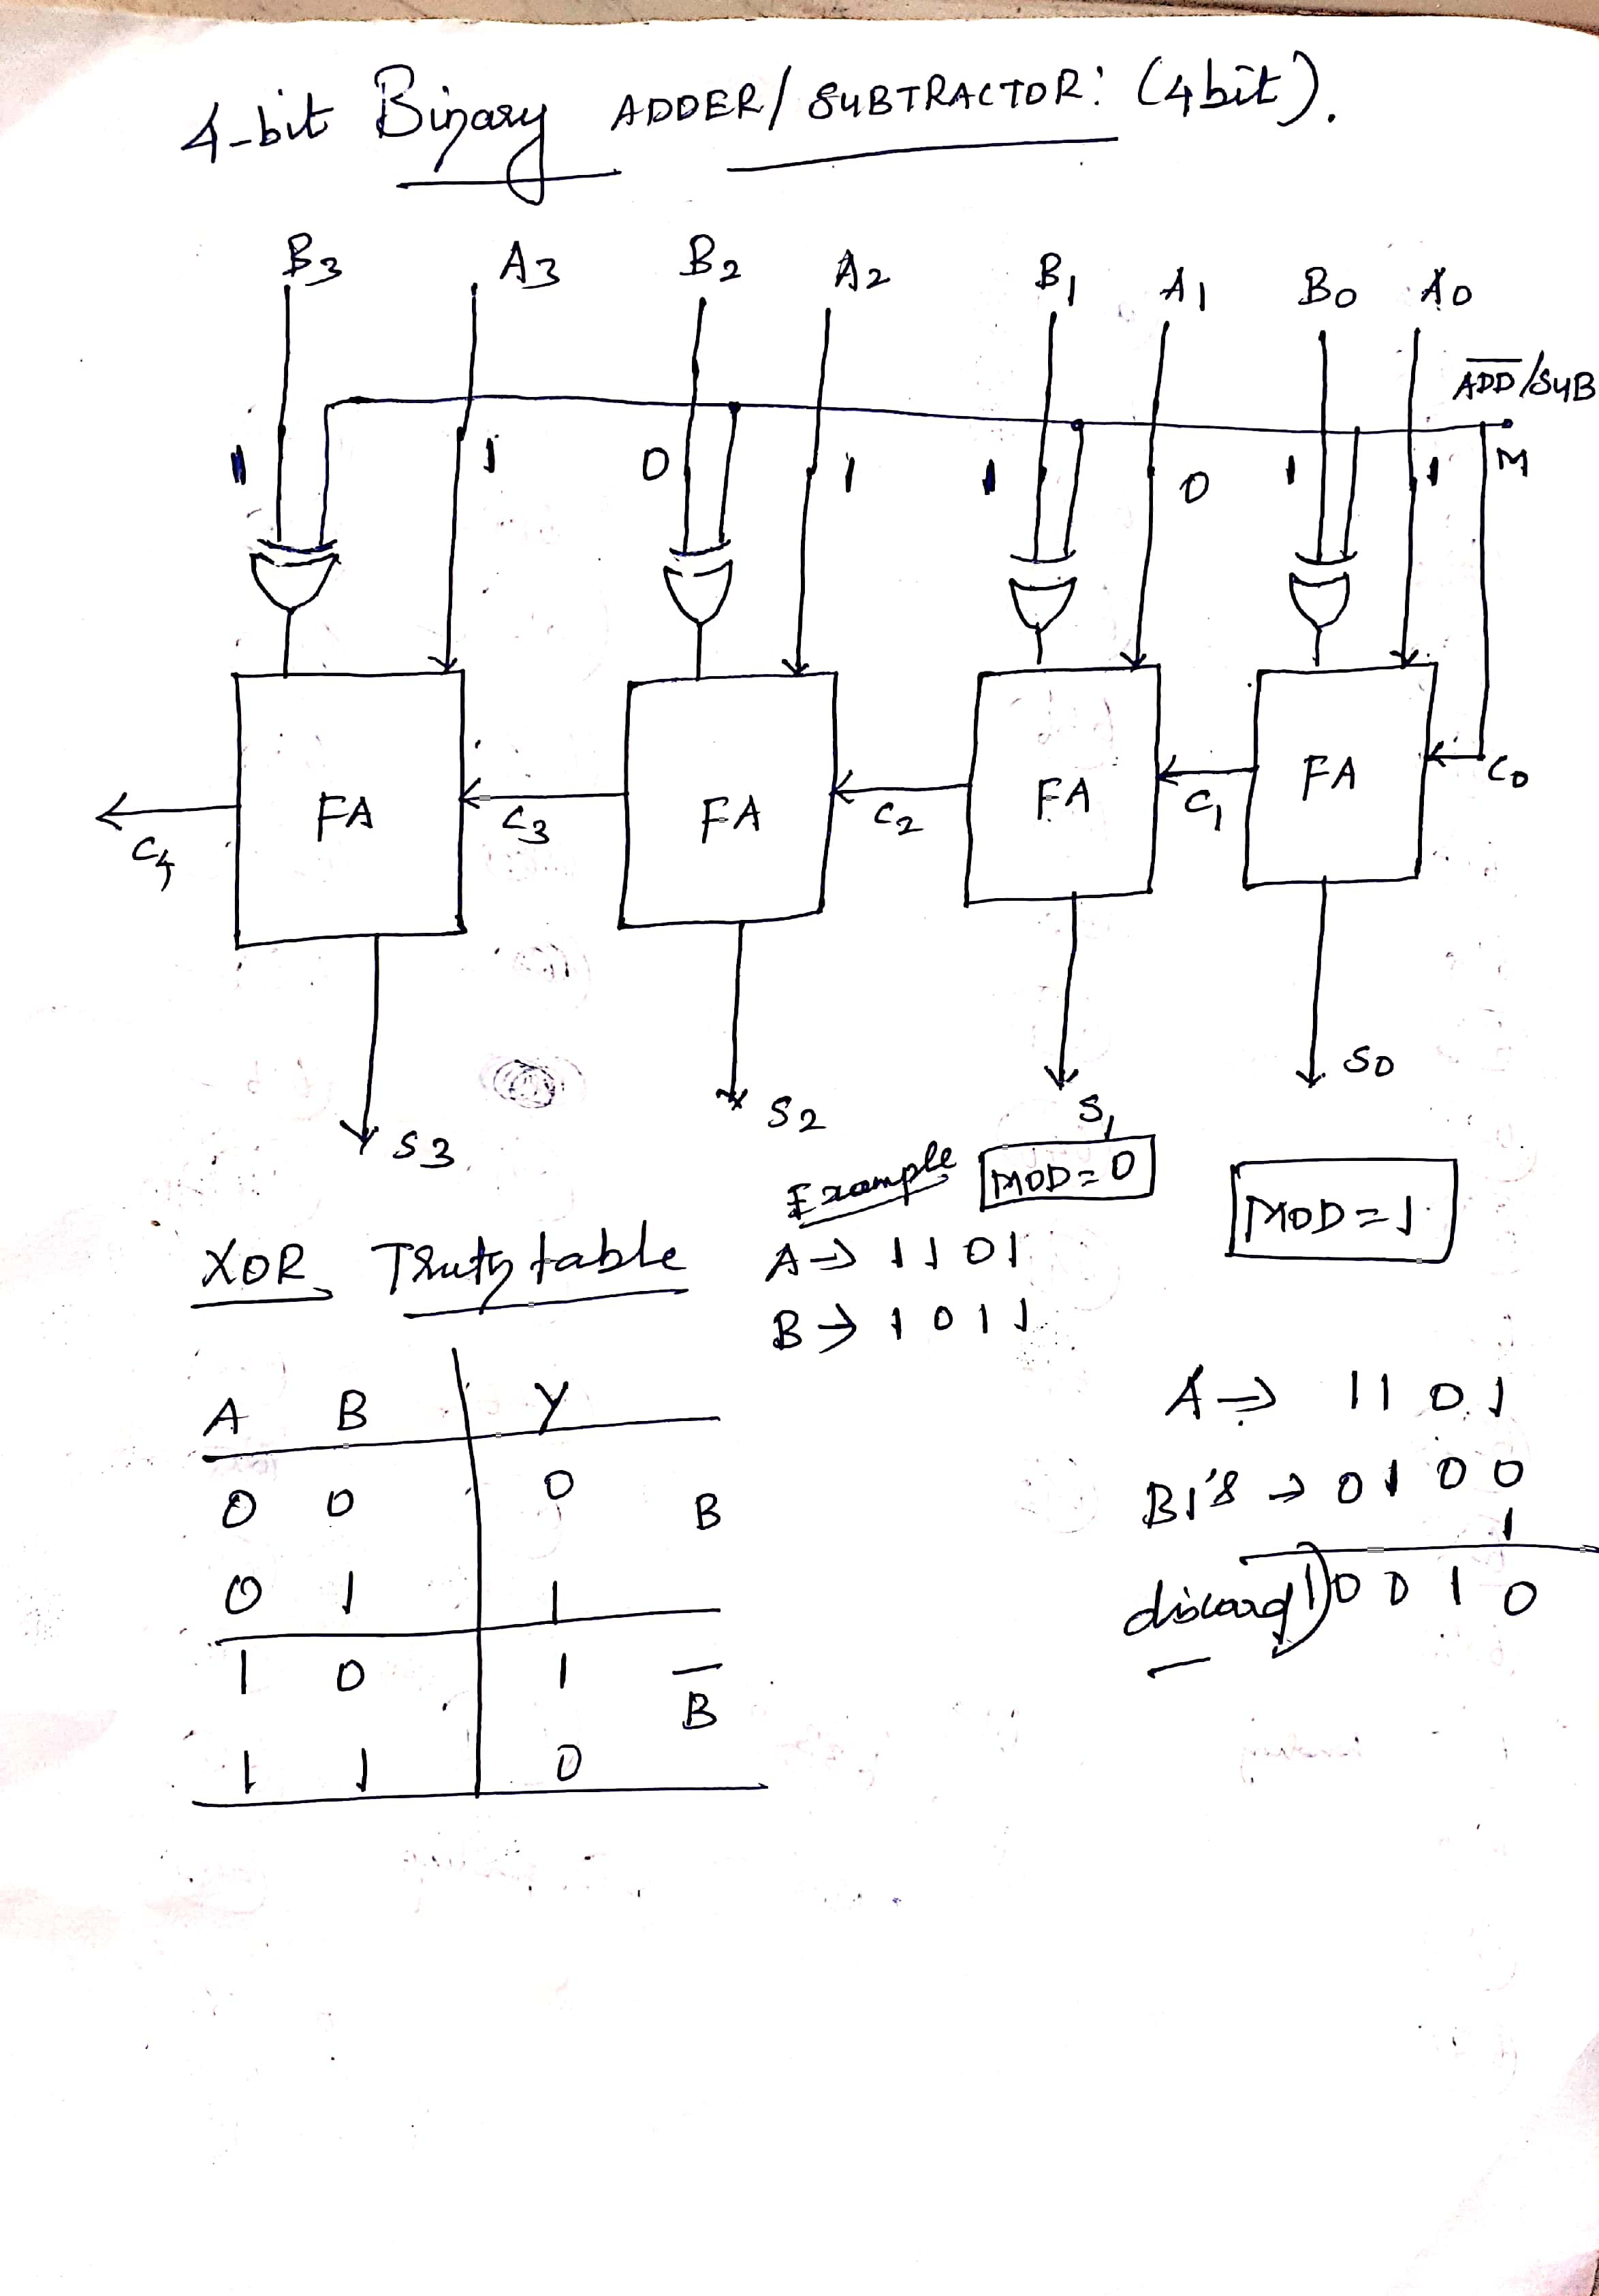 4-bit Binary ADDER/SUBTRACTOR: (4bit).
B3 A3 B2 A2 B1 A1 B0 A0
A̅D̅D̅/SUB
1 1 0 1 1 0 1 1 M
FA FA FA FA
C4 C3 C2 C1 C0
S3 S2 S1 S0
Example MOD=0 MOD=1
XOR Truth table
A→ 1101
B→ 1011
A B Y
0 0 0 B
0 1 1
1 0 1 B̅
1 1 0
A→ 1101
B1's → 0100
1
discard 1) 0010